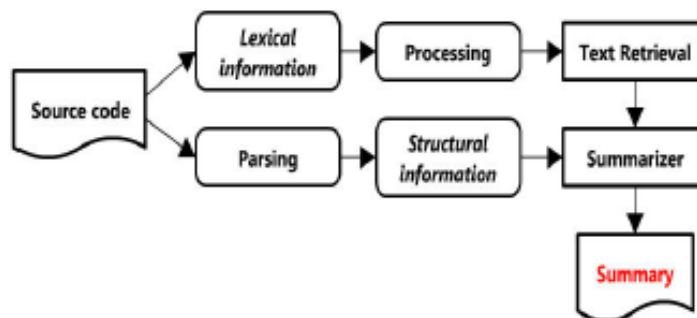 Lexical
information
Processing
Text Retrieval
Source code
Parsing
Structural
information
Summarizer
Summary